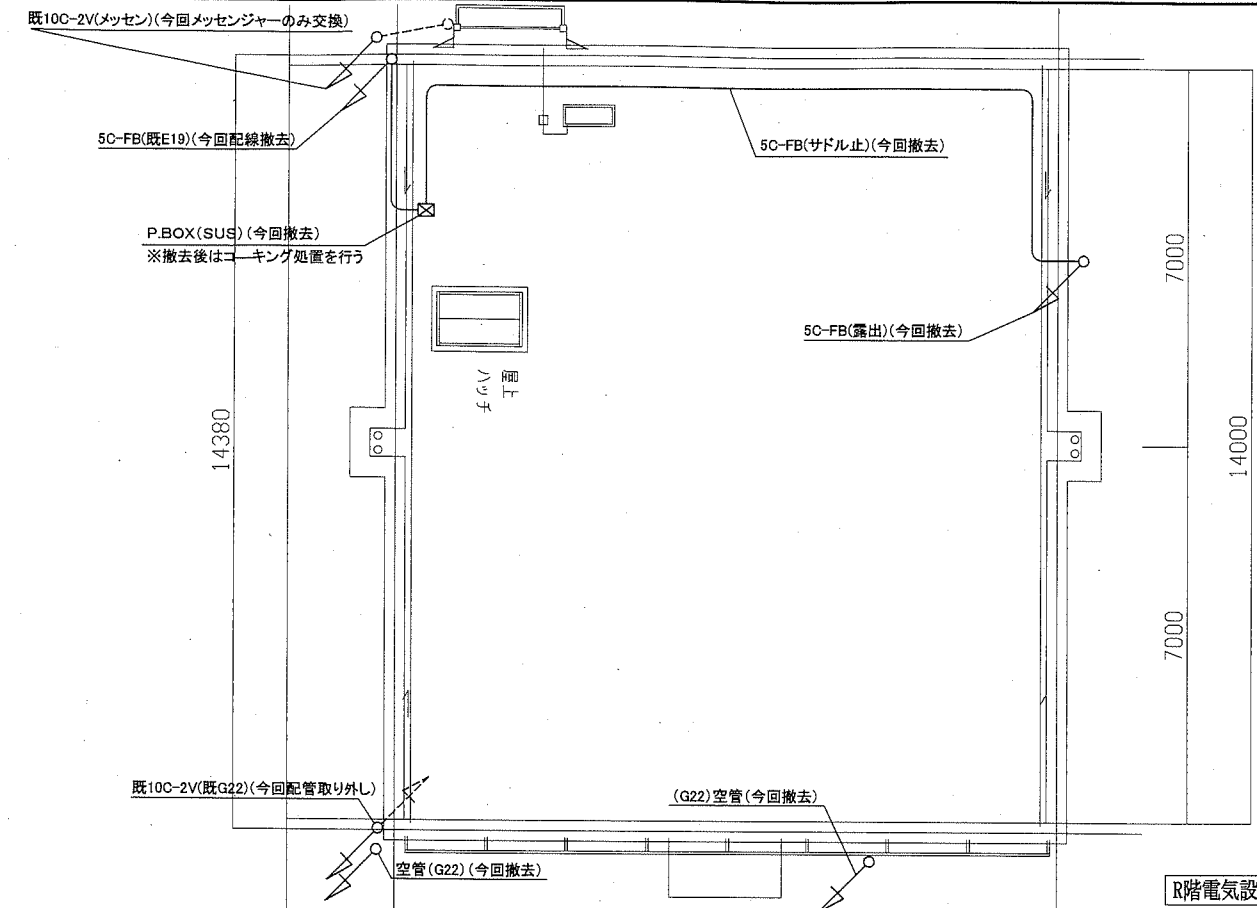 既10C-2V(メッセン)(今回メッセンジャーのみ交換)
5C-FB(既E19)(今回配線撤去)
5C-FB(サドル止)(今回撤去)
P.BOX(SUS)(今回撤去)
※撤去後はコーキング処置を行う
7000
5C-FB(露出)(今回撤去)
屋上
ハッチ
14380
14000
7000
既10C-2V(既G22)(今回配管取り外し)
(G22)空管(今回撤去)
空管(G22)(今回撤去)
R階電気設